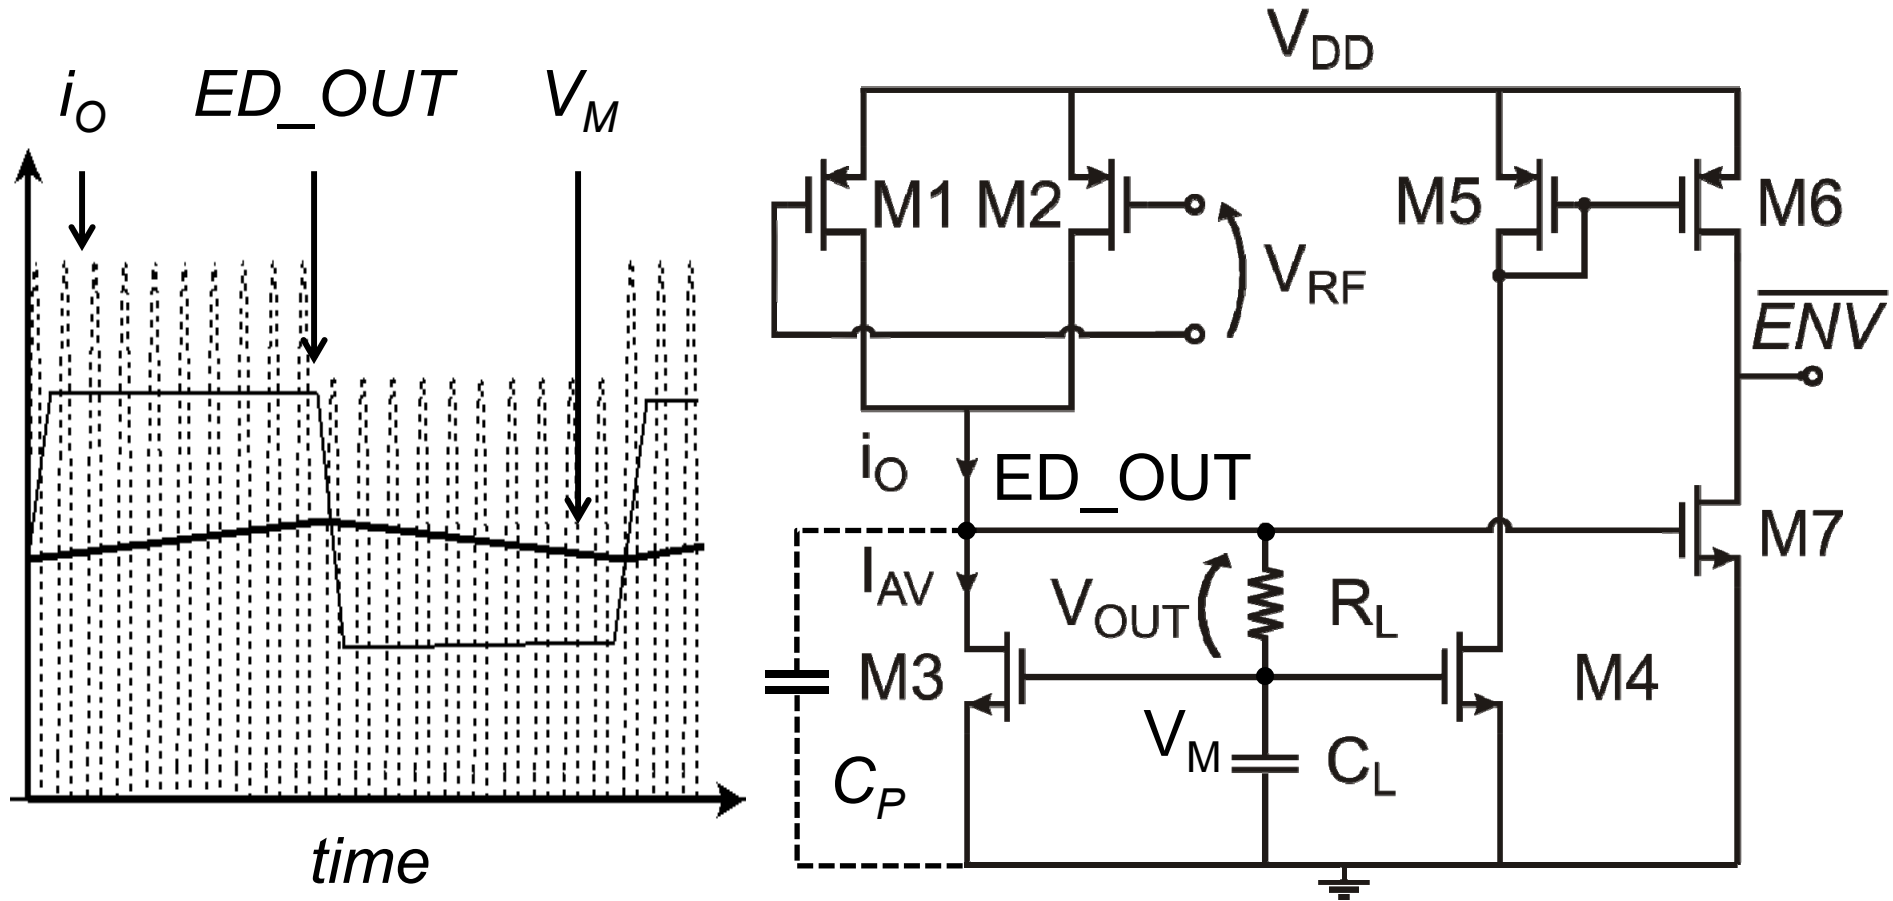 i_O ED_OUT V_M
time
V_DD
M1 M2 M5 M6
V_RF
ENV
i_O ED_OUT
M7
I_AV V_OUT R_L
M3 M4
V_M C_L
C_P